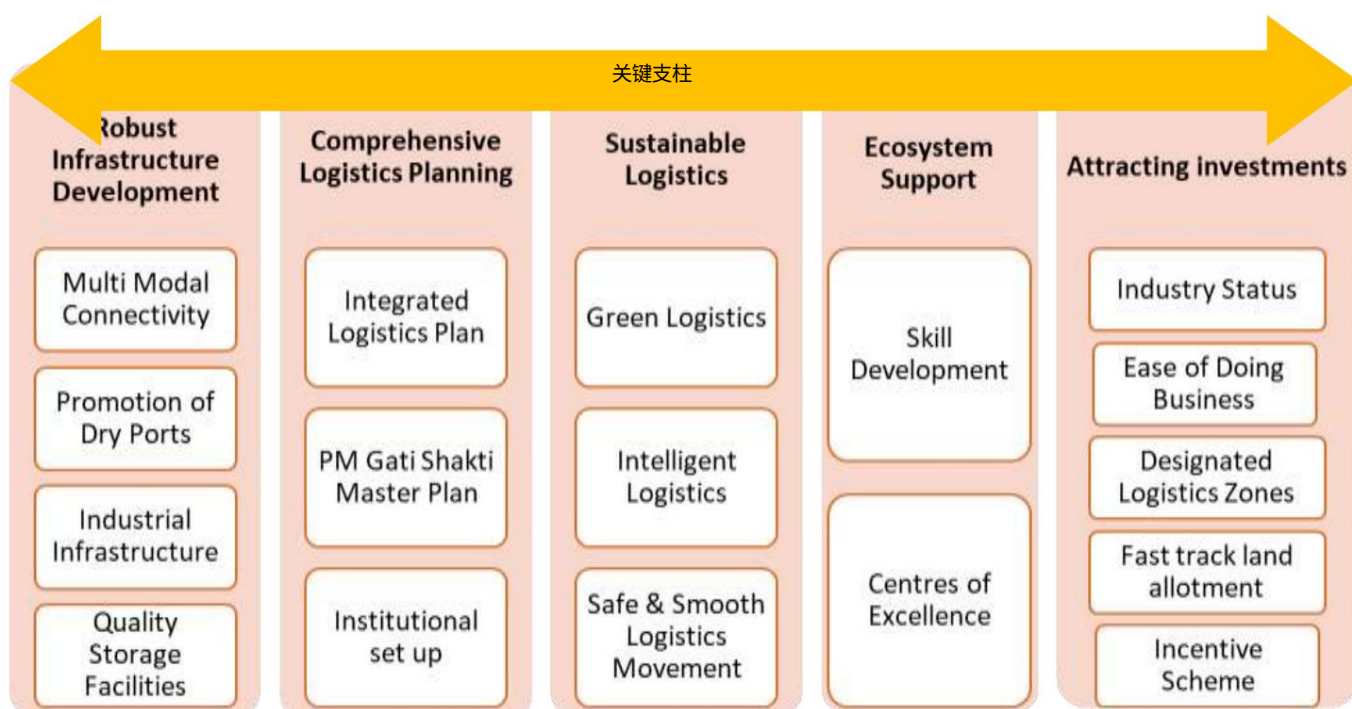 关键支柱
Robust
Infrastructure
Development
Multi Modal
Connectivity
Promotion of
Dry Ports
Industrial
Infrastructure
Quality
Storage
Facilities
Comprehensive
Logistics Planning
Integrated
Logistics Plan
PM Gati Shakti
Master Plan
Institutional
set up
Sustainable
Logistics
Green Logistics
Intelligent
Logistics
Safe & Smooth
Logistics
Movement
Ecosystem
Support
Skill
Development
Centres of
Excellence
Attracting investments
Industry Status
Ease of Doing
Business
Designated
Logistics Zones
Fast track land
allotment
Incentive
Scheme